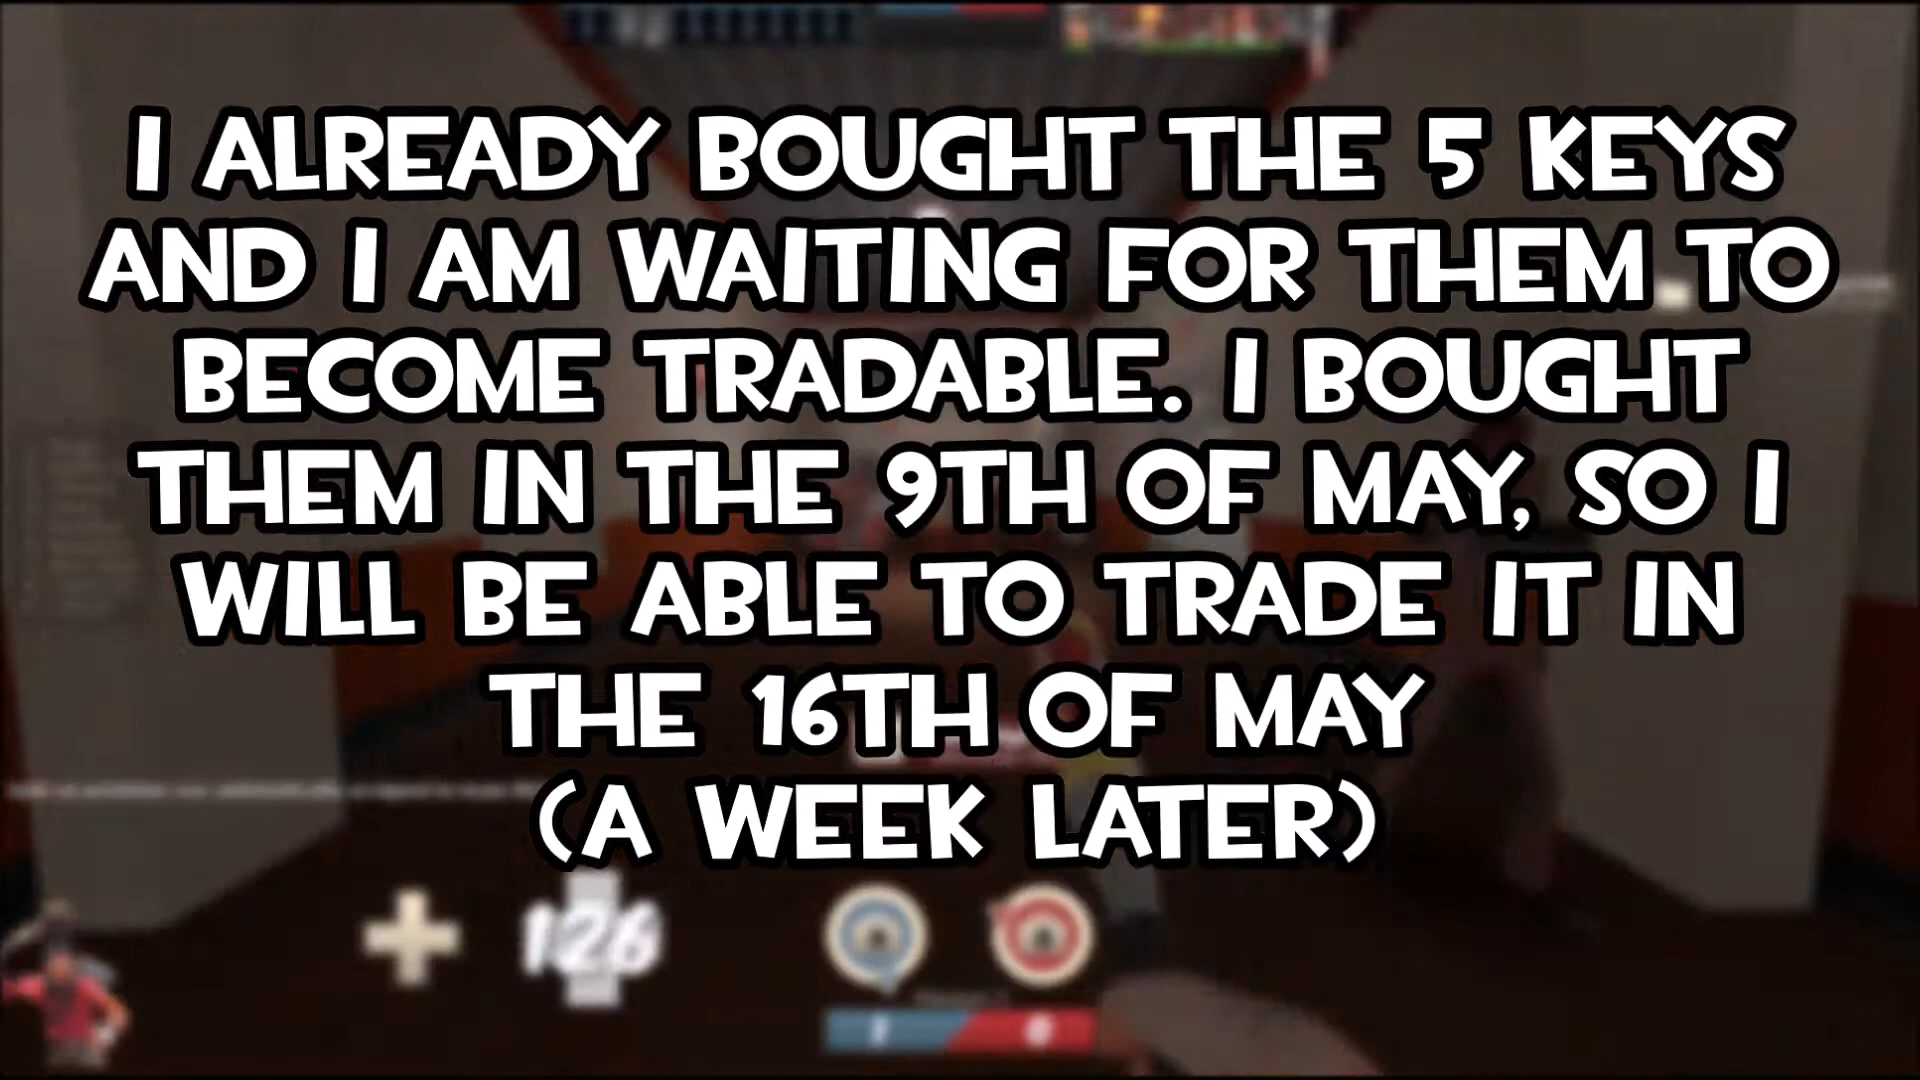 I ALREADY BOUGHT THE 5 KEYS
AND I AM WAITING FOR THEM TO
BECOME TRADABLE. I BOUGHT
THEM IN THE 9TH OF MAY, SO I
WILL BE ABLE TO TRADE IT IN
THE 16TH OF MAY
(A WEEK LATER)
126